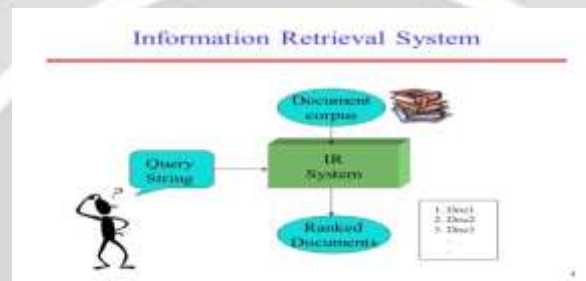 Information Retrieval System
Document
corpus
Query
String
IR
System
?
Ranked
Documents
1. Doc1
2. Doc2
3. Doc3
.
.